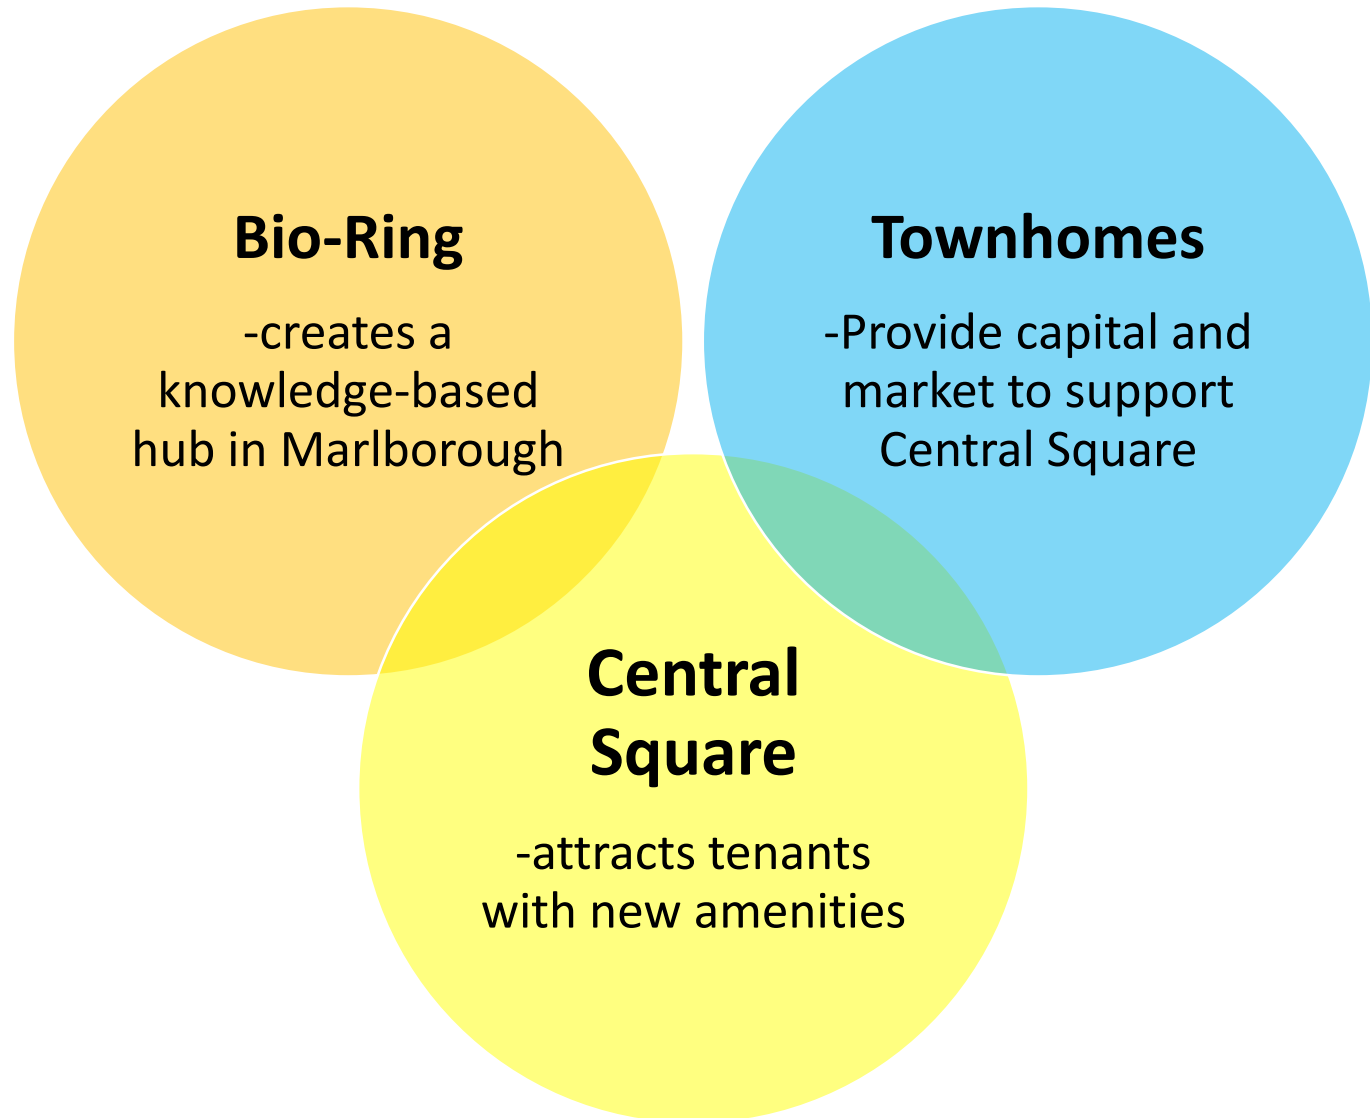 Bio-Ring
-creates a
knowledge-based
hub in Marlborough
Townhomes
-Provide capital and
market to support
Central Square
Central
Square
-attracts tenants
with new amenities